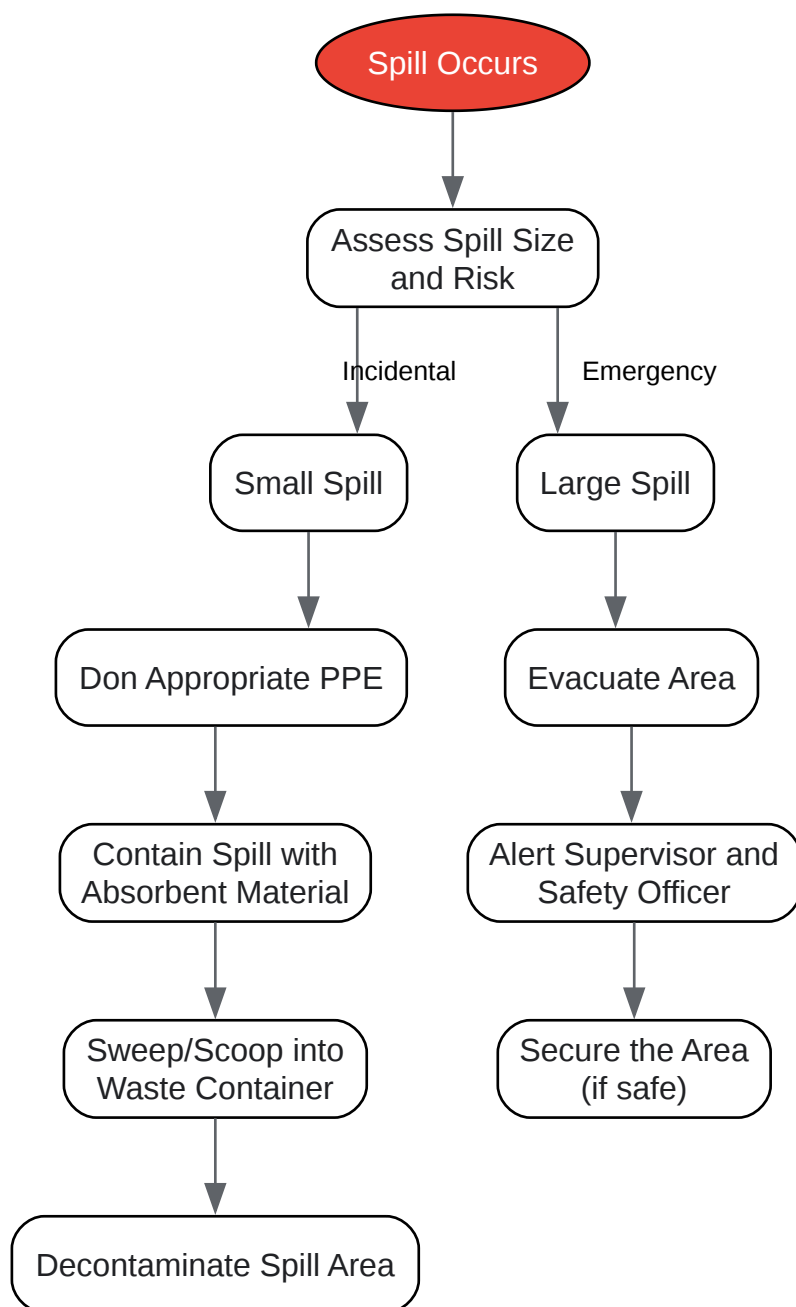 Spill Occurs
Assess Spill Size
and Risk
Incidental
Emergency
Small Spill
Large Spill
Don Appropriate PPE
Evacuate Area
Contain Spill with
Absorbent Material
Alert Supervisor and
Safety Officer
Sweep/Scoop into
Waste Container
Secure the Area
(if safe)
Decontaminate Spill Area